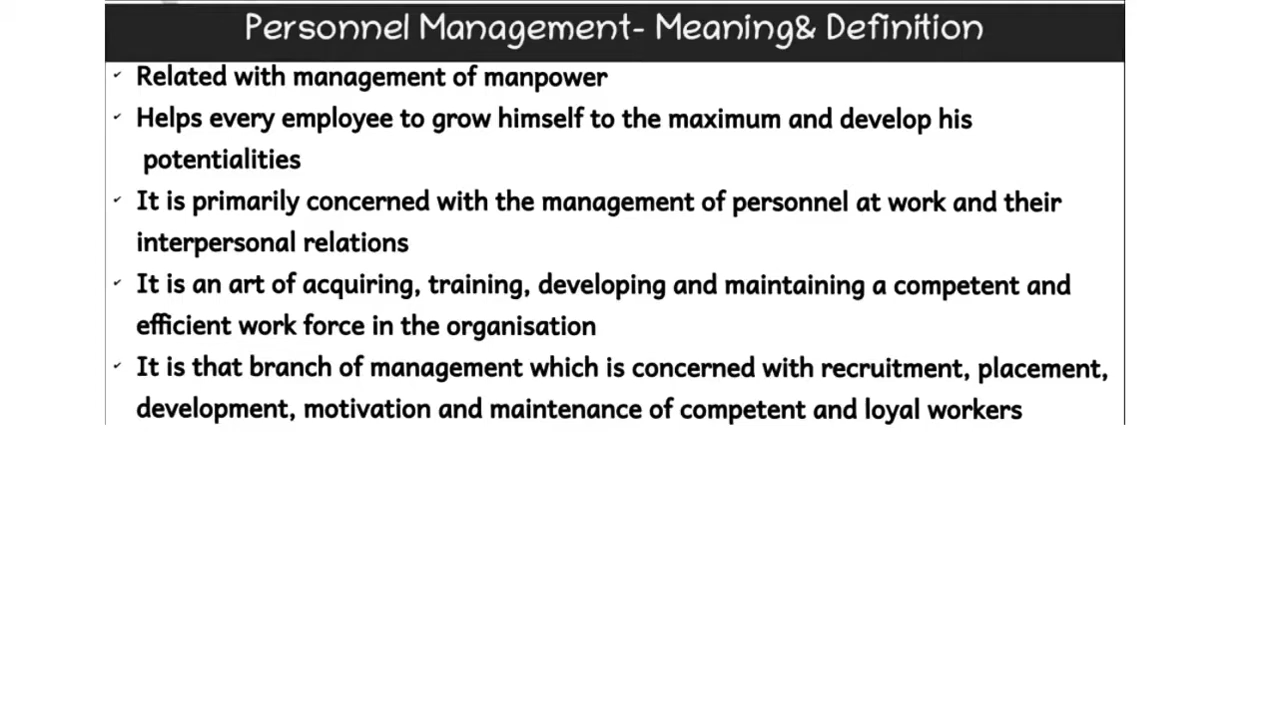 Personnel Management- Meaning& Definition
✓ Related with management of manpower
✓ Helps every employee to grow himself to the maximum and develop his
potentialities
✓ It is primarily concerned with the management of personnel at work and their
interpersonal relations
✓ It is an art of acquiring, training, developing and maintaining a competent and
efficient work force in the organisation
✓ It is that branch of management which is concerned with recruitment, placement,
development, motivation and maintenance of competent and loyal workers